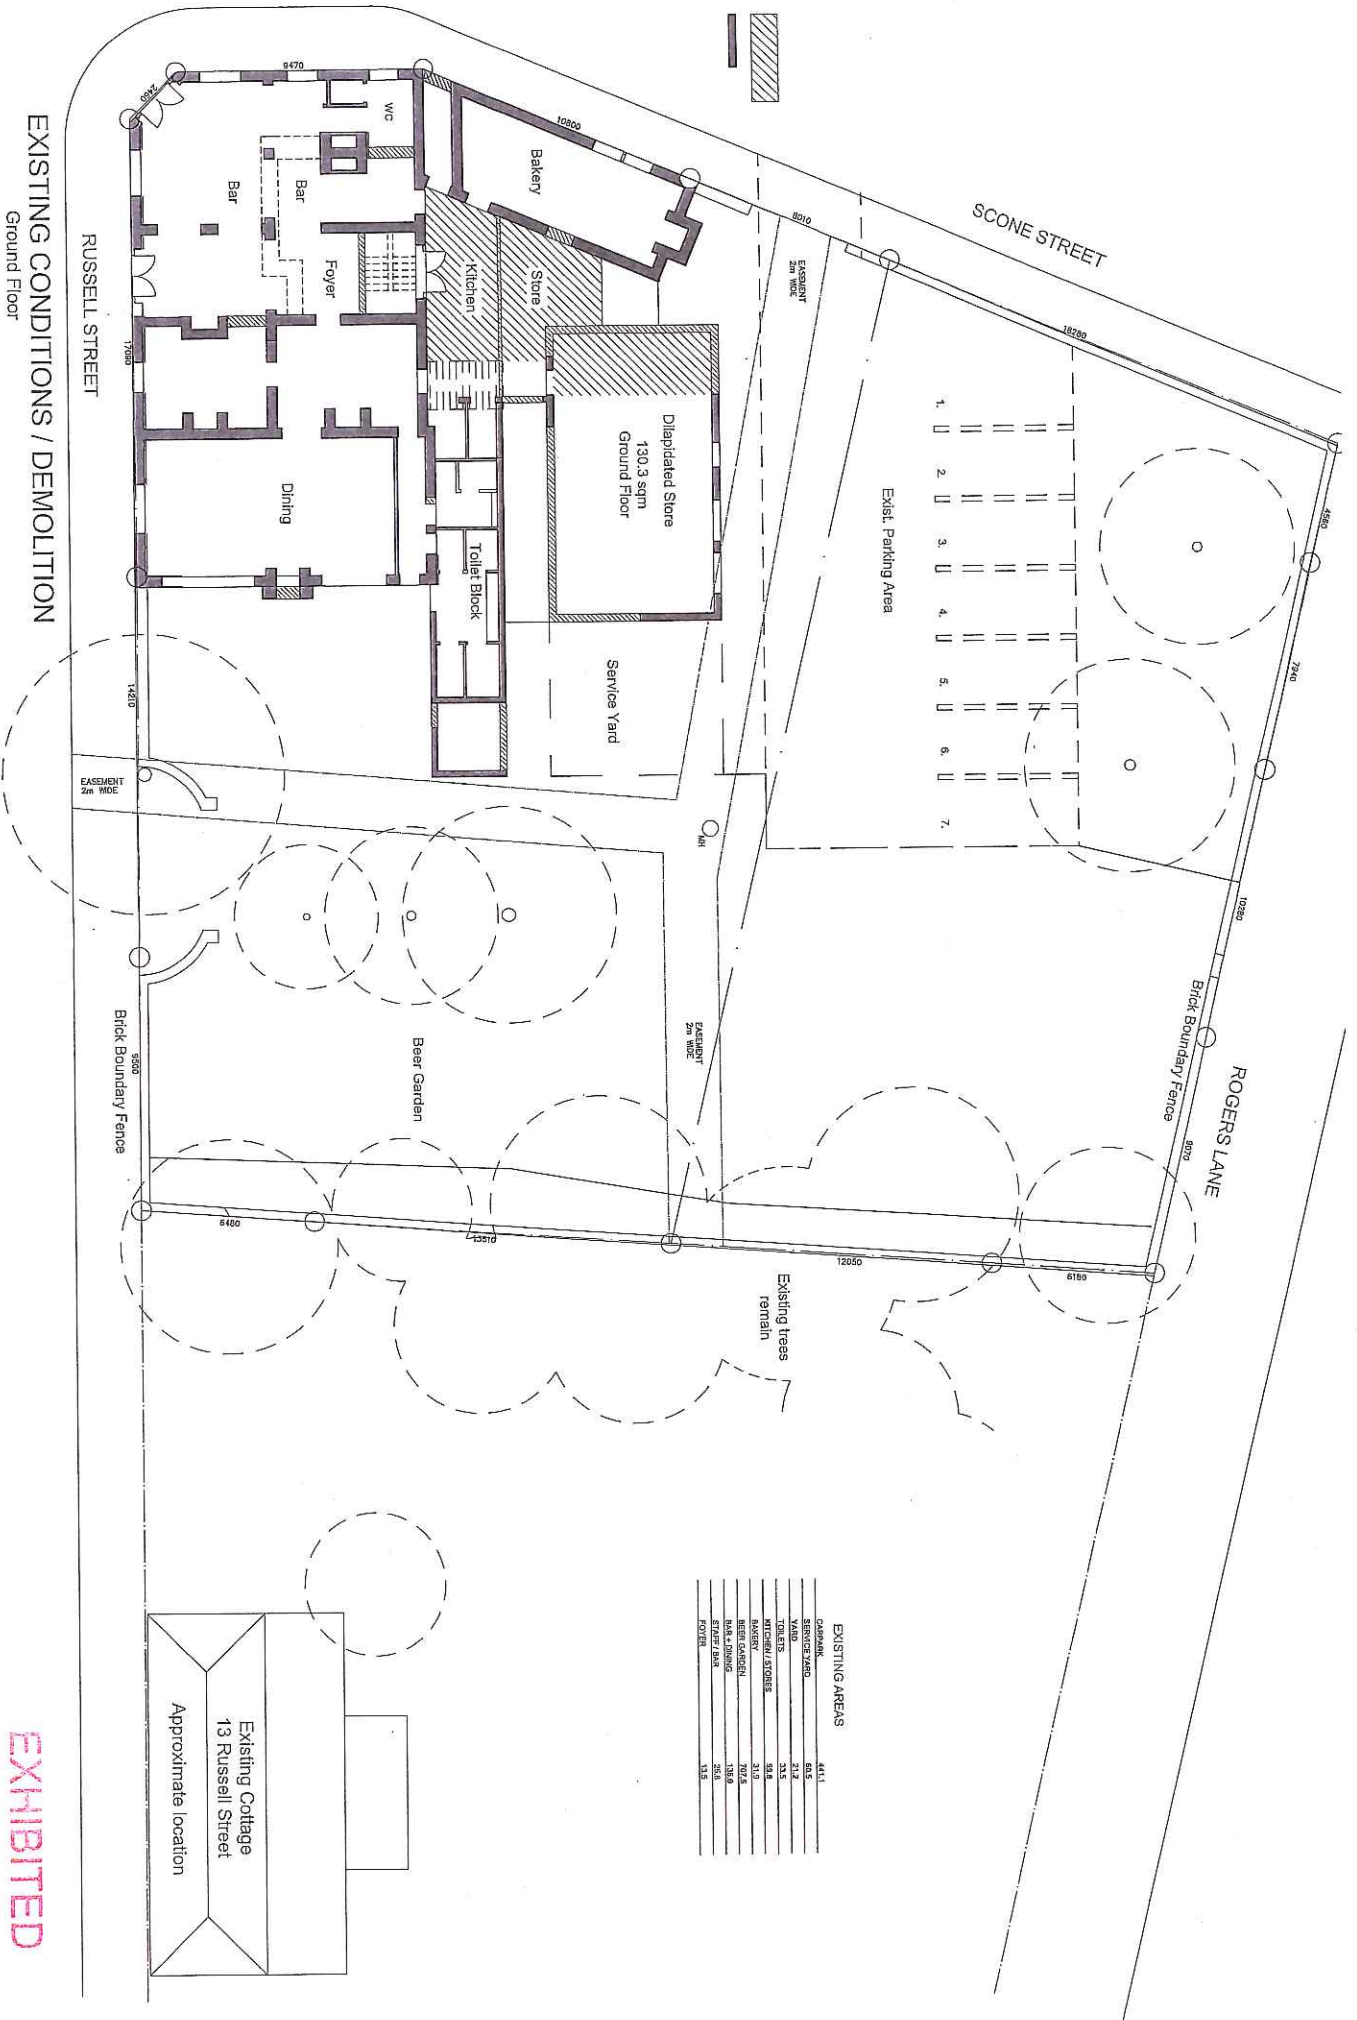 EXISTING CONDITIONS / DEMOLITION
Ground Floor
RUSSELL STREET
SCONE STREET
ROGERS LANE
9470
2460
10800
8010
18280
4560
7940
10280
9070
17090
14210
9500
6480
13510
12050
6180
WC
Bar
Bar
Foyer
Bakery
Kitchen
Store
Dining
Toilet Block
Dilapidated Store
130.3 sqm
Ground Floor
Service Yard
EASEMENT
2m WIDE
EASEMENT
2m WIDE
EASEMENT
2m WIDE
MH
Exist. Parking Area
1.
2.
3.
4.
5.
6.
7.
Beer Garden
Brick Boundary Fence
Brick Boundary Fence
Existing trees
remain
EXISTING AREAS
CARPARK 441.1
SERVICE YARD 60.5
YARD 21.2
TOILETS 33.5
KITCHEN / STORES
BAKERY 31.9
BEER GARDEN 707.5
BAR + DINING
STAFF / BAR 25.8
FOYER 13.5
Existing Cottage
13 Russell Street
Approximate location
EXHIBITED